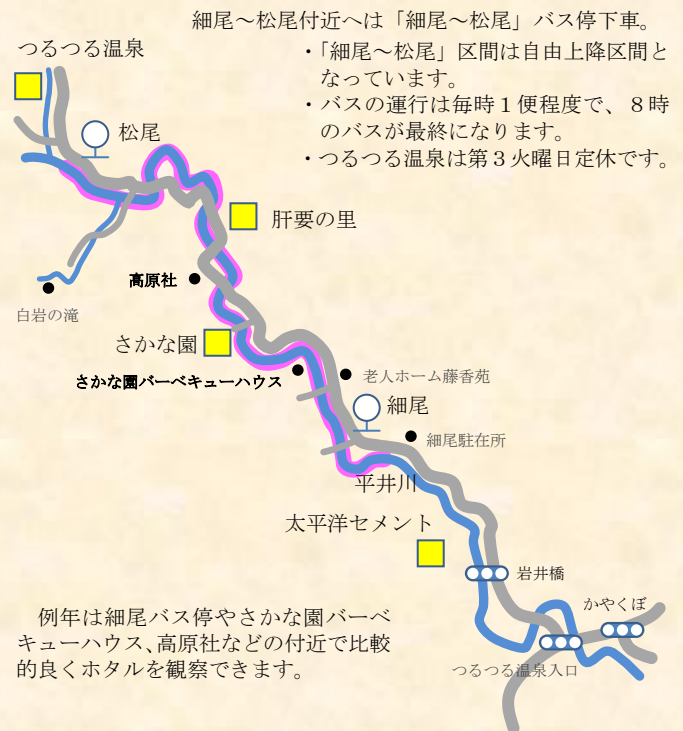 細尾～松尾付近へは「細尾～松尾」バス停下車。
つるつる温泉
・「細尾～松尾」区間は自由上降区間と
なっています。
・バスの運行は毎時１便程度で、８時
のバスが最終になります。
・つるつる温泉は第３火曜日定休です。
松尾
肝要の里
高原社
白岩の滝
さかな園
さかな園バーベキューハウス
老人ホーム藤香苑
細尾
細尾駐在所
平井川
太平洋セメント
岩井橋
かやくぼ
つるつる温泉入口
例年は細尾バス停やさかな園バーベ
キューハウス、高原社などの付近で比較
的良くホタルを観察できます。